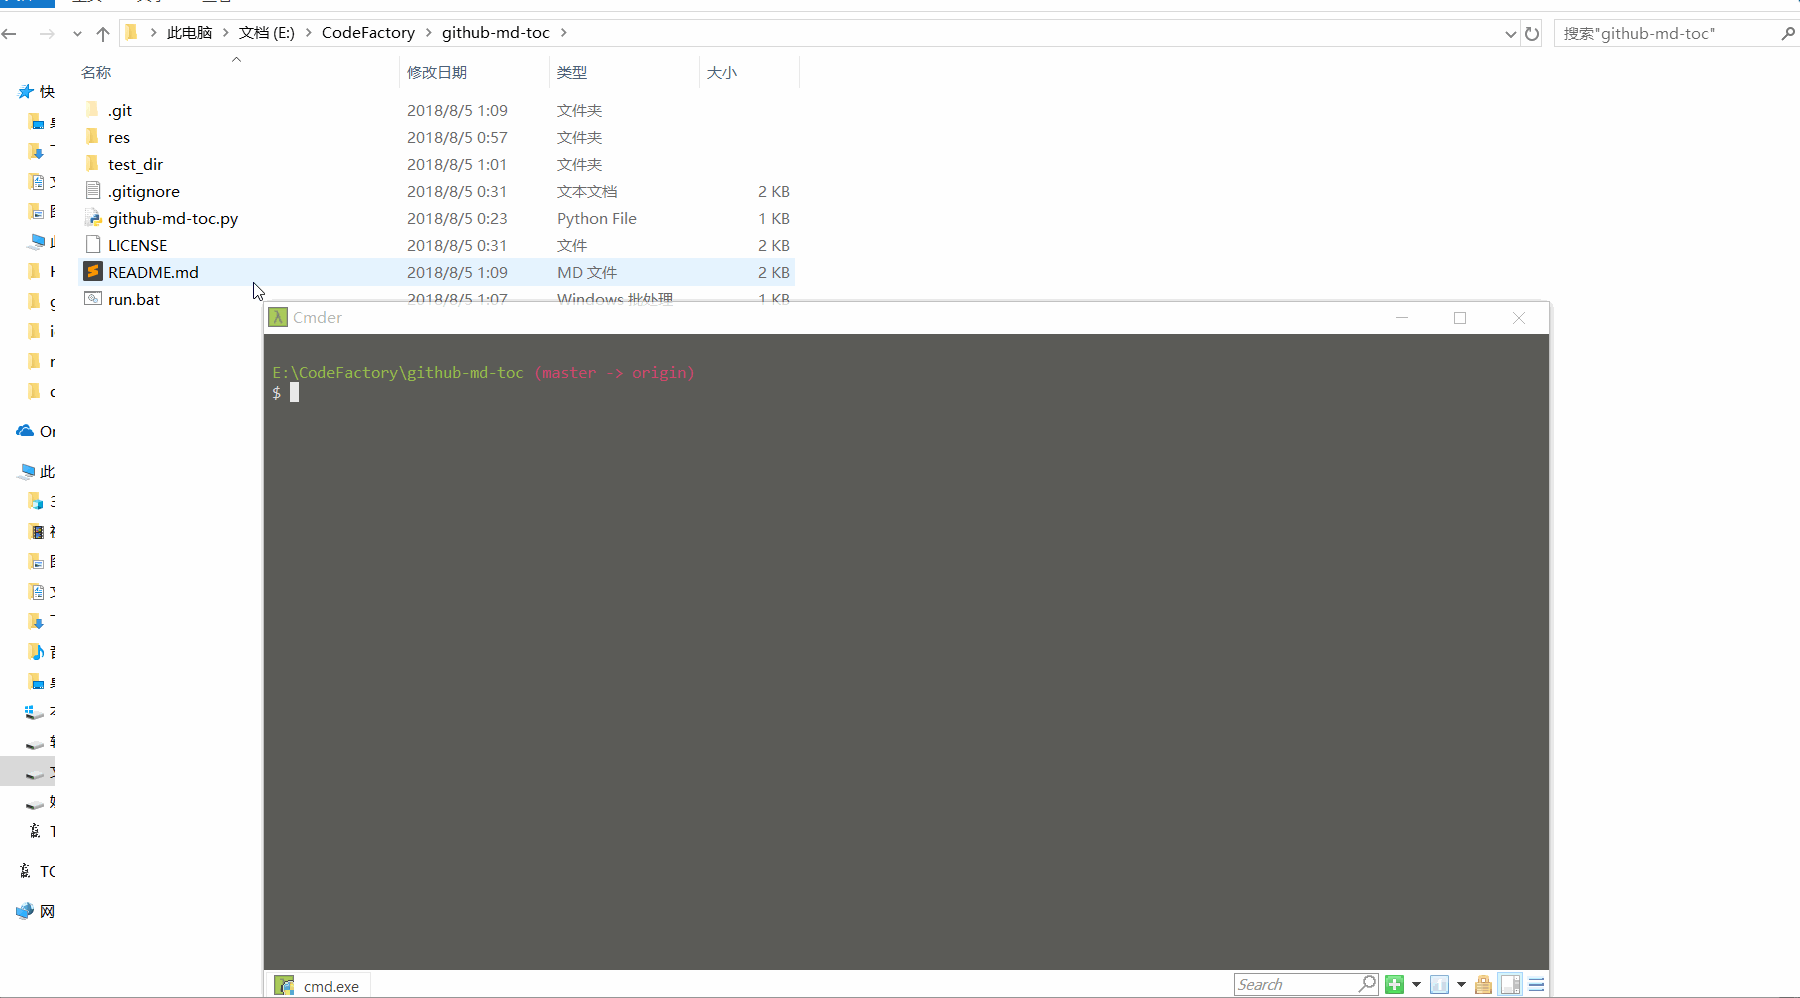 此电脑 文档 (E:) CodeFactory github-md-toc
搜索"github-md-toc"
名称 修改日期 类型 大小
.git 2018/8/5 1:09 文件夹
res 2018/8/5 0:57 文件夹
test_dir 2018/8/5 1:01 文件夹
.gitignore 2018/8/5 0:31 文本文档 2 KB
github-md-toc.py 2018/8/5 0:23 Python File 1 KB
LICENSE 2018/8/5 0:31 文件 2 KB
README.md 2018/8/5 1:09 MD 文件 2 KB
run.bat 2018/8/5 1:07 Windows 批处理 1 KB
快
此
网
Cmder
E:\CodeFactory\github-md-toc (master -> origin)
$
cmd.exe
Search